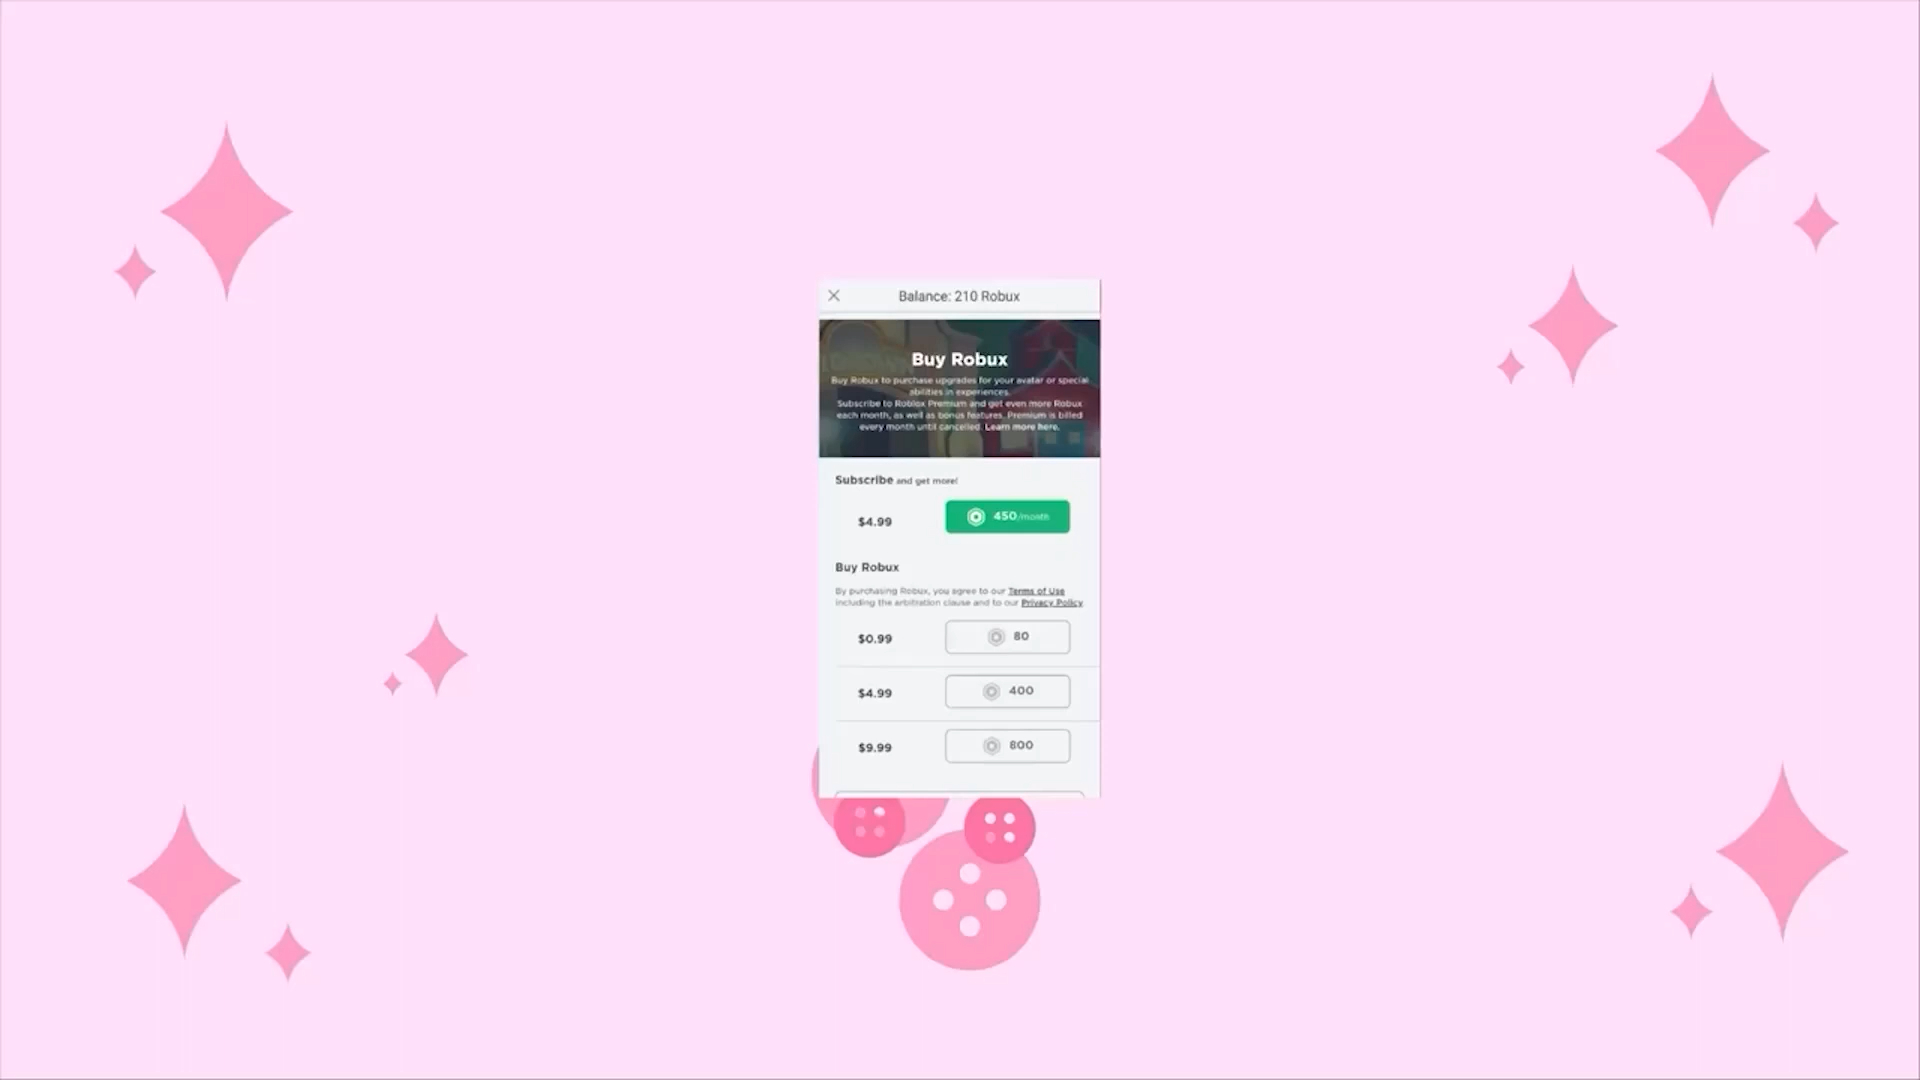 Balance: 210 Robux
Buy Robux
Buy Robux to purchase upgrades for your avatar or special
abilities in experiences.
Subscribe to Roblox Premium and get even more Robux
each month, as well as bonus features. Premium is billed
every month until cancelled. Learn more here.
Subscribe and get more!
$4.99 450/month
Buy Robux
By purchasing Robux, you agree to our Terms of Use
including the arbitration clause and to our Privacy Policy
$0.99 80
$4.99 400
$9.99 800